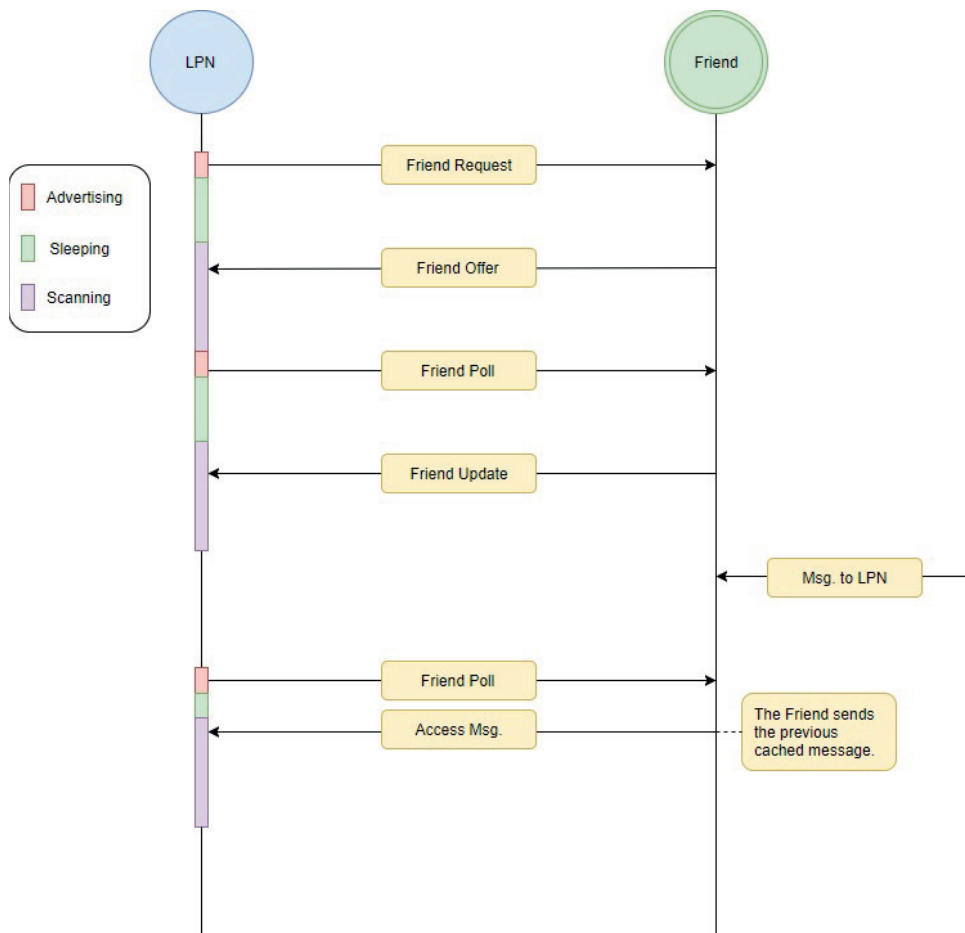 LPN
Friend
Friend Request
Advertising
Sleeping
Scanning
Friend Offer
Friend Poll
Friend Update
Msg. to LPN
Friend Poll
Access Msg.
The Friend sends
the previous
cached message.